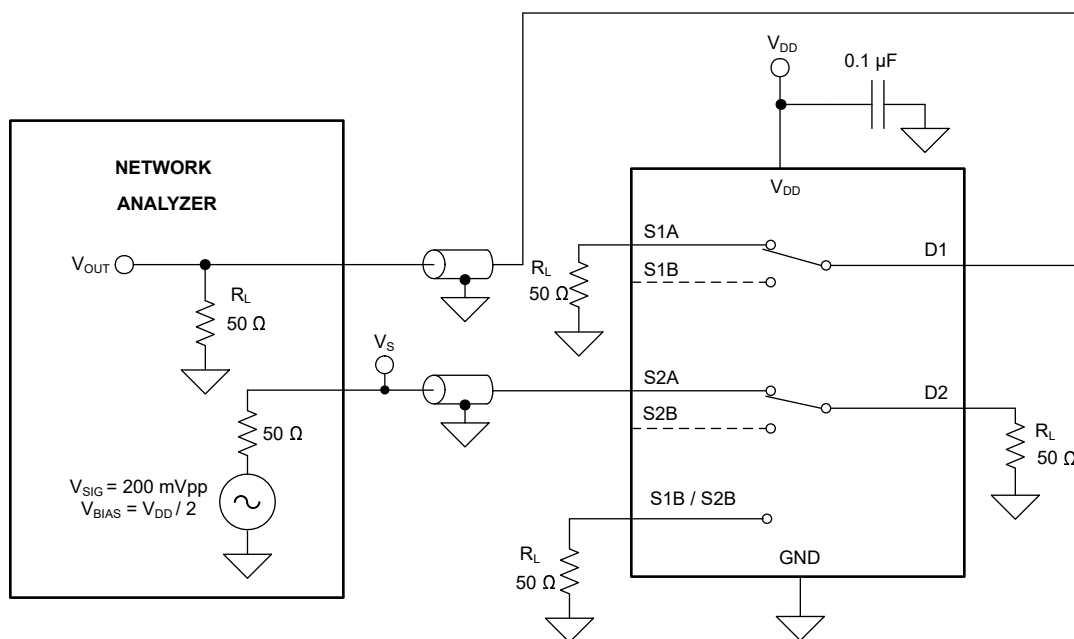 V_DD
0.1 µF
NETWORK
ANALYZER
V_DD
S1A
D1
V_OUT
R_L
50 Ω
S1B
R_L
50 Ω
V_S
S2A
D2
S2B
50 Ω
R_L
50 Ω
V_SIG = 200 mVpp
V_BIAS = V_DD / 2
S1B / S2B
R_L
50 Ω
GND